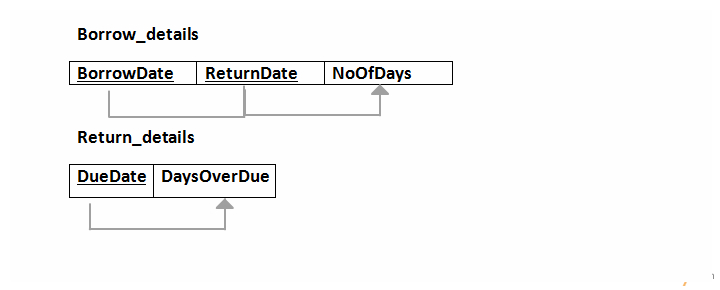 Borrow_details
BorrowDate ReturnDate NoOfDays
Return_details
DueDate DaysOverDue